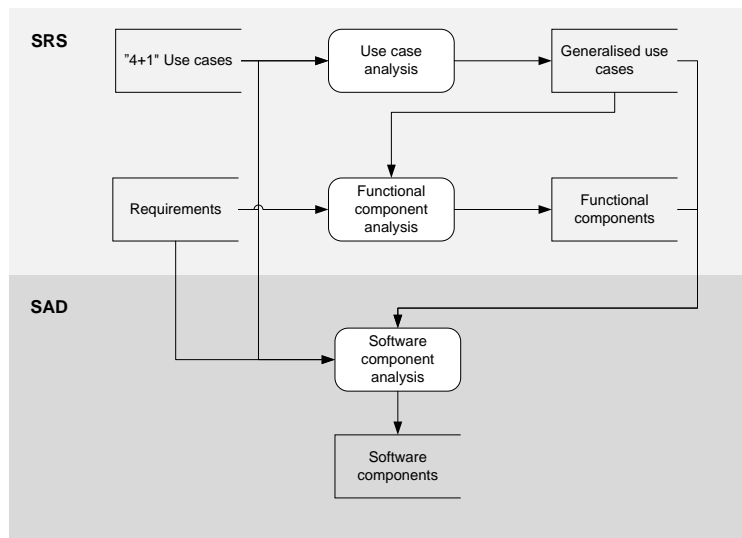 SRS
”4+1” Use cases
Use case
analysis
Generalised use
cases
Requirements
Functional
component
analysis
Functional
components
SAD
Software
component
analysis
Software
components